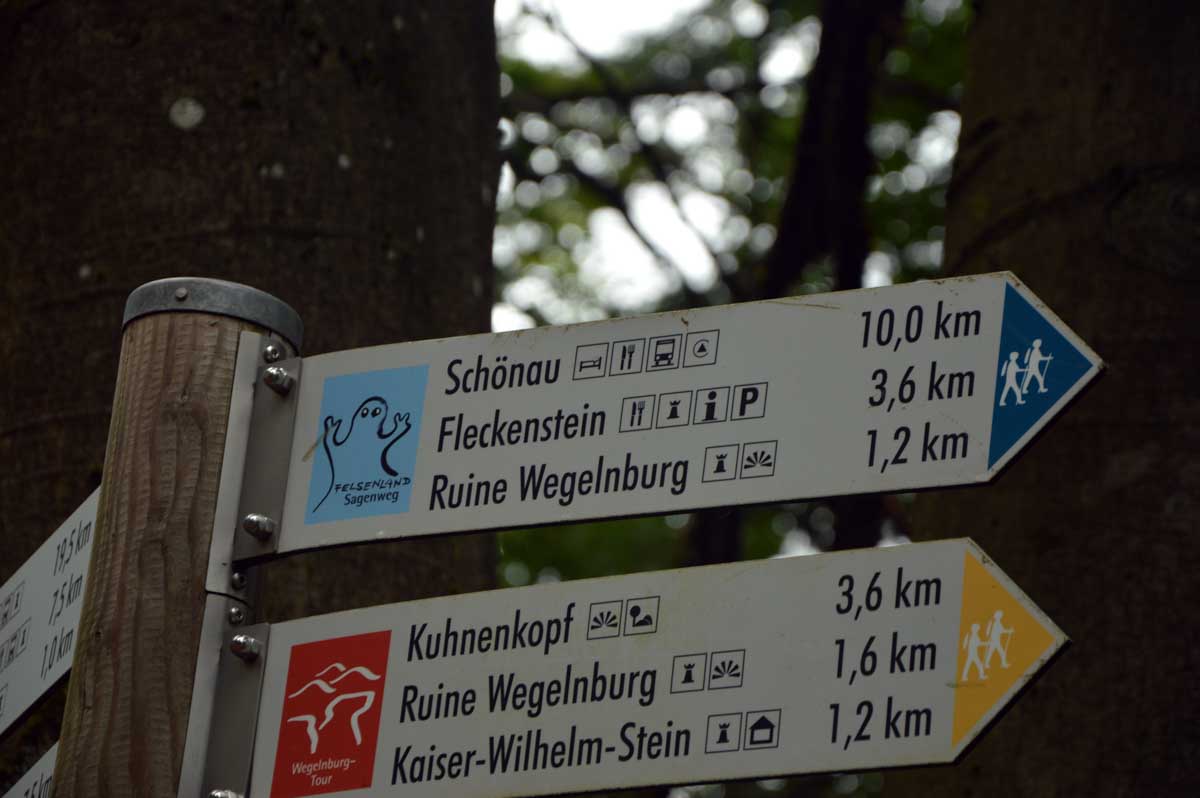 Schönau 10,0 km
Fleckenstein i P 3,6 km
Ruine Wegelnburg 1,2 km
FELSENLAND
Sagenweg
Kuhnenkopf 3,6 km
Ruine Wegelnburg 1,6 km
Kaiser-Wilhelm-Stein 1,2 km
Wegelnburg-
Tour
19,5 km
7,5 km
1,0 km